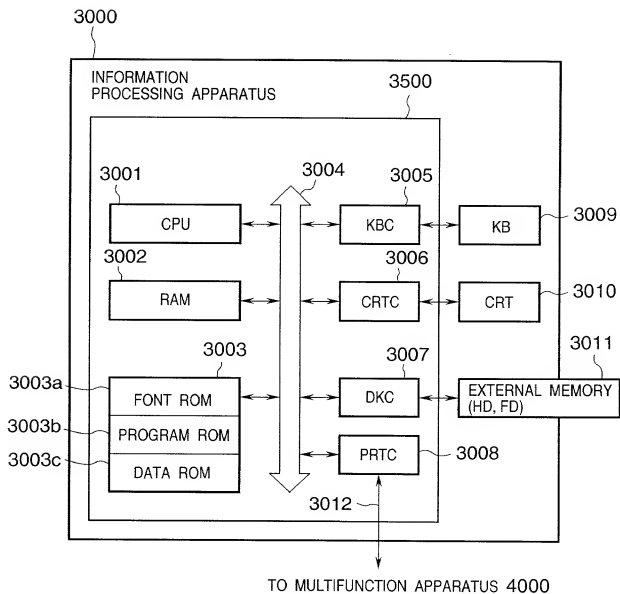 3000
INFORMATION
PROCESSING APPARATUS
3500
3001
3004
3005
CPU
KBC
KB
3009
3002
3006
RAM
CRTC
CRT
3010
3003
3007
3011
3003a
FONT ROM
DKC
EXTERNAL MEMORY
(HD, FD)
3003b
PROGRAM ROM
PRTC
3008
3003c
DATA ROM
3012
TO MULTIFUNCTION APPARATUS 4000